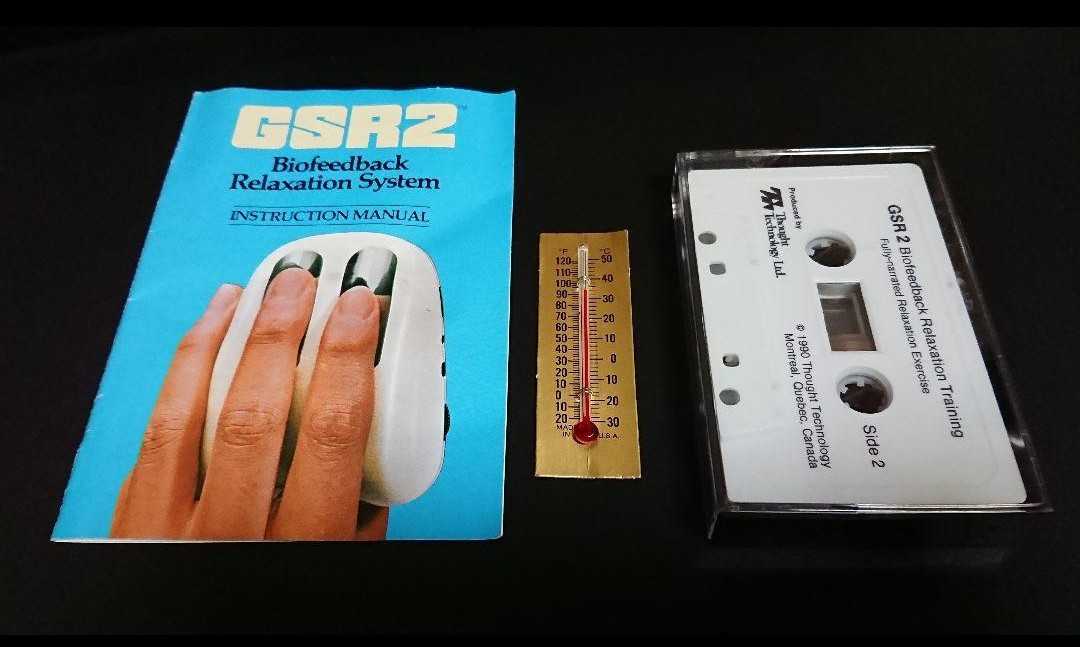 GSR2™
Biofeedback
Relaxation System
INSTRUCTION MANUAL
°F °C
120 50
110
100 40
90 30
80
70 20
60
50 10
40
30 0
20
10 10
0
10 20
20 30
MADE
IN U.S.A.
GSR 2 Biofeedback Relaxation Training
Fully-narrated Relaxation Exercise
Side 2
Produced by
Thought
Technology Ltd.
© 1990 Thought Technology
Montreal, Quebec, Canada